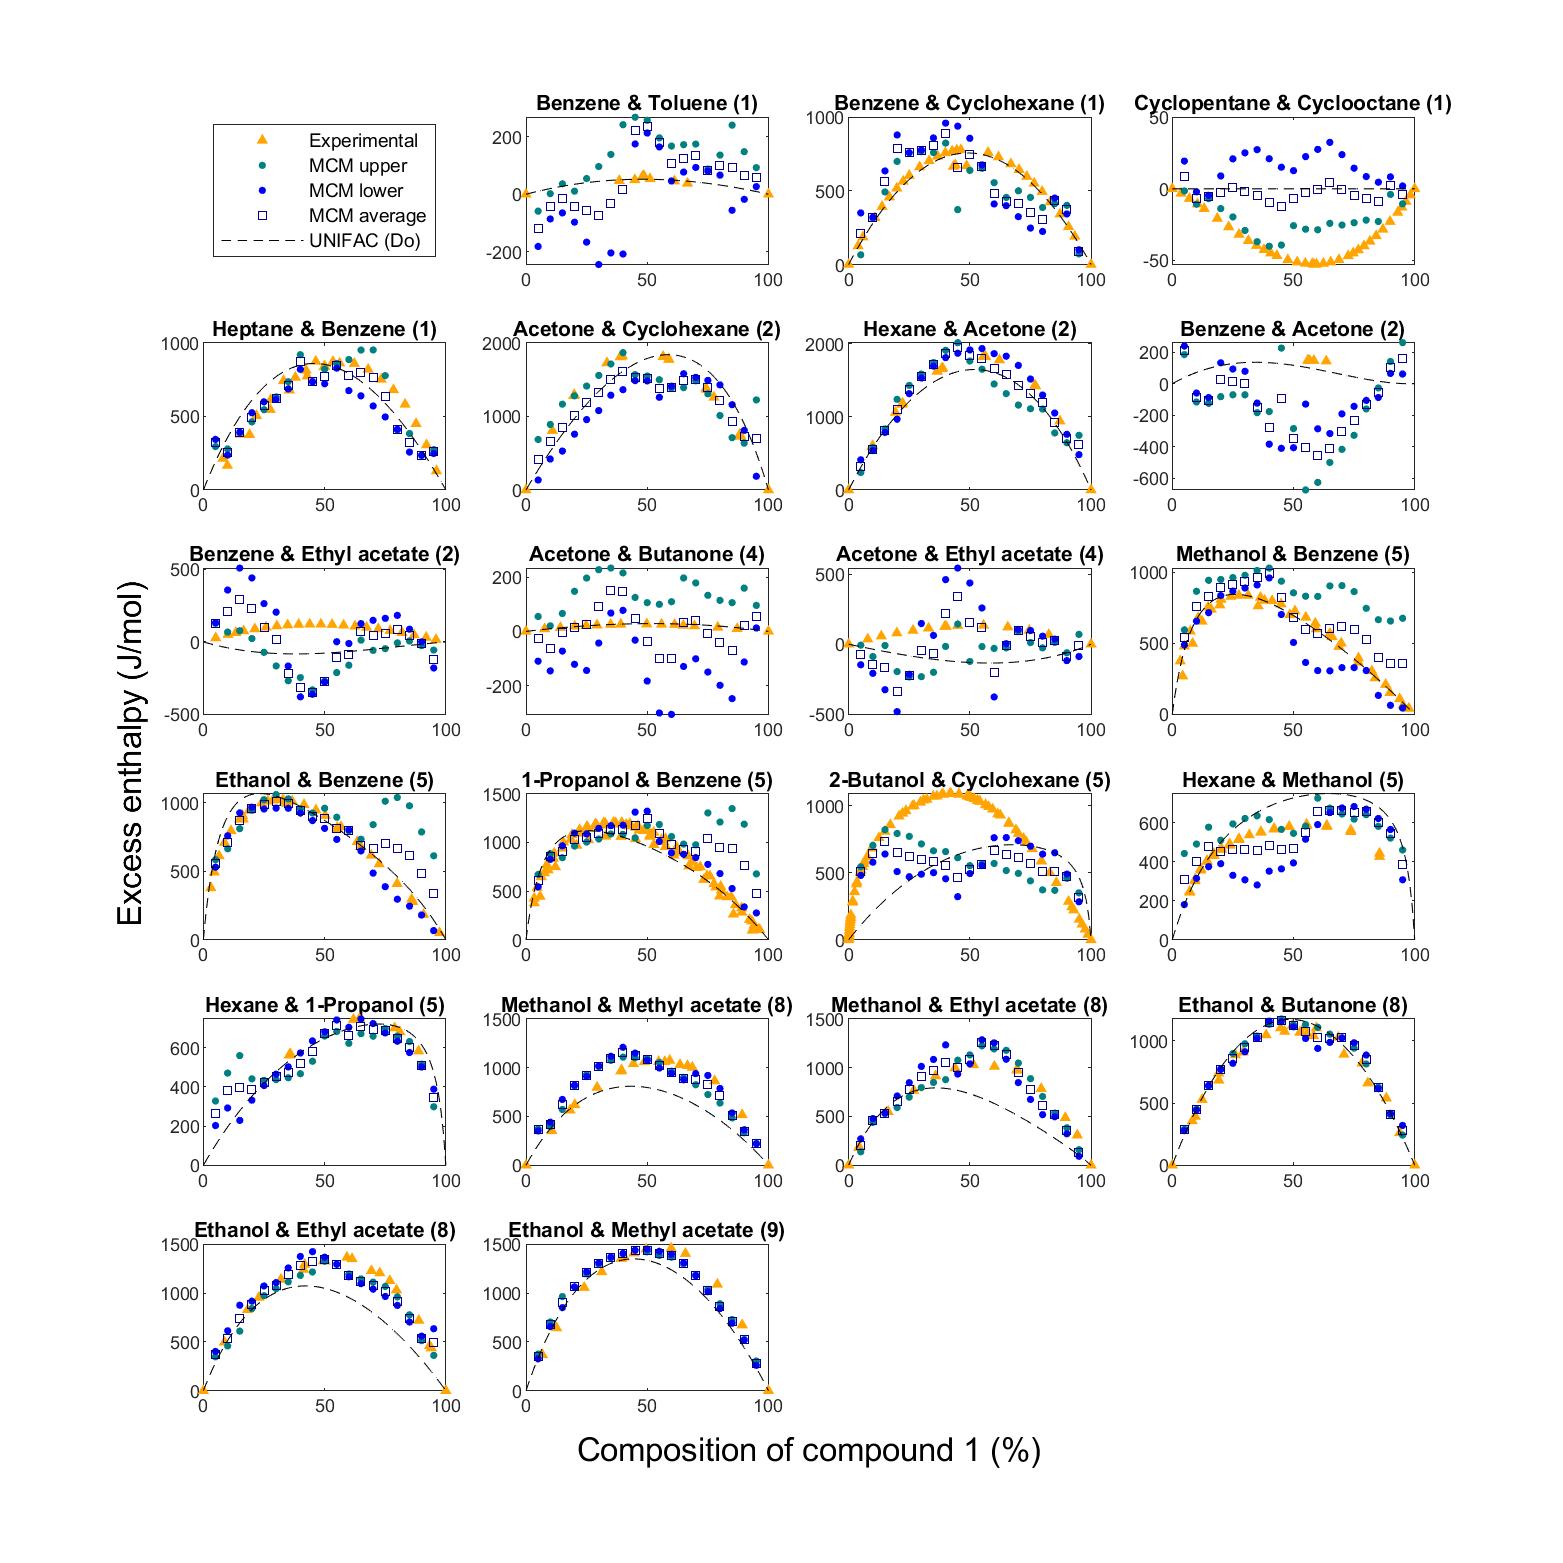 Experimental
MCM upper
MCM lower
MCM average
UNIFAC (Do)
Benzene & Toluene (1)
200
0
-200
0 50 100
Benzene & Cyclohexane (1)
1000
500
0
0 50 100
Cyclopentane & Cyclooctane (1)
50
0
-50
0 50 100
Heptane & Benzene (1)
1000
500
0
0 50 100
Acetone & Cyclohexane (2)
2000
1000
0
0 50 100
Hexane & Acetone (2)
2000
1000
0
0 50 100
Benzene & Acetone (2)
200
0
-200
-400
-600
0 50 100
Benzene & Ethyl acetate (2)
500
0
-500
0 50 100
Acetone & Butanone (4)
200
0
-200
0 50 100
Acetone & Ethyl acetate (4)
500
0
-500
0 50 100
Methanol & Benzene (5)
1000
500
0
0 50 100
Ethanol & Benzene (5)
1000
500
0
0 50 100
1-Propanol & Benzene (5)
1500
1000
500
0
0 50 100
2-Butanol & Cyclohexane (5)
1000
500
0
0 50 100
Hexane & Methanol (5)
600
400
200
0
0 50 100
Hexane & 1-Propanol (5)
600
400
200
0
0 50 100
Methanol & Methyl acetate (8)
1500
1000
500
0
0 50 100
Methanol & Ethyl acetate (8)
1500
1000
500
0
0 50 100
Ethanol & Butanone (8)
1000
500
0
0 50 100
Ethanol & Ethyl acetate (8)
1500
1000
500
0
0 50 100
Ethanol & Methyl acetate (9)
1500
1000
500
0
0 50 100
Excess enthalpy (J/mol)
Composition of compound 1 (%)